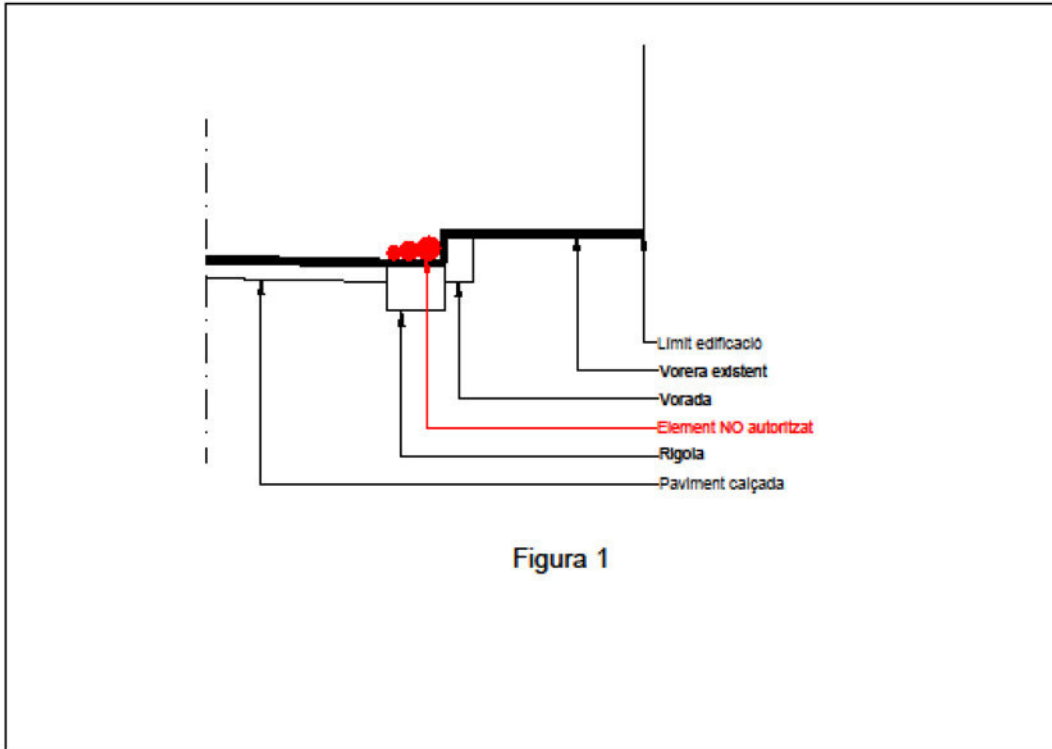 Límit edificació
Vorera existent
Vorada
Element NO autoritzat
Rigola
Paviment calçada
Figura 1